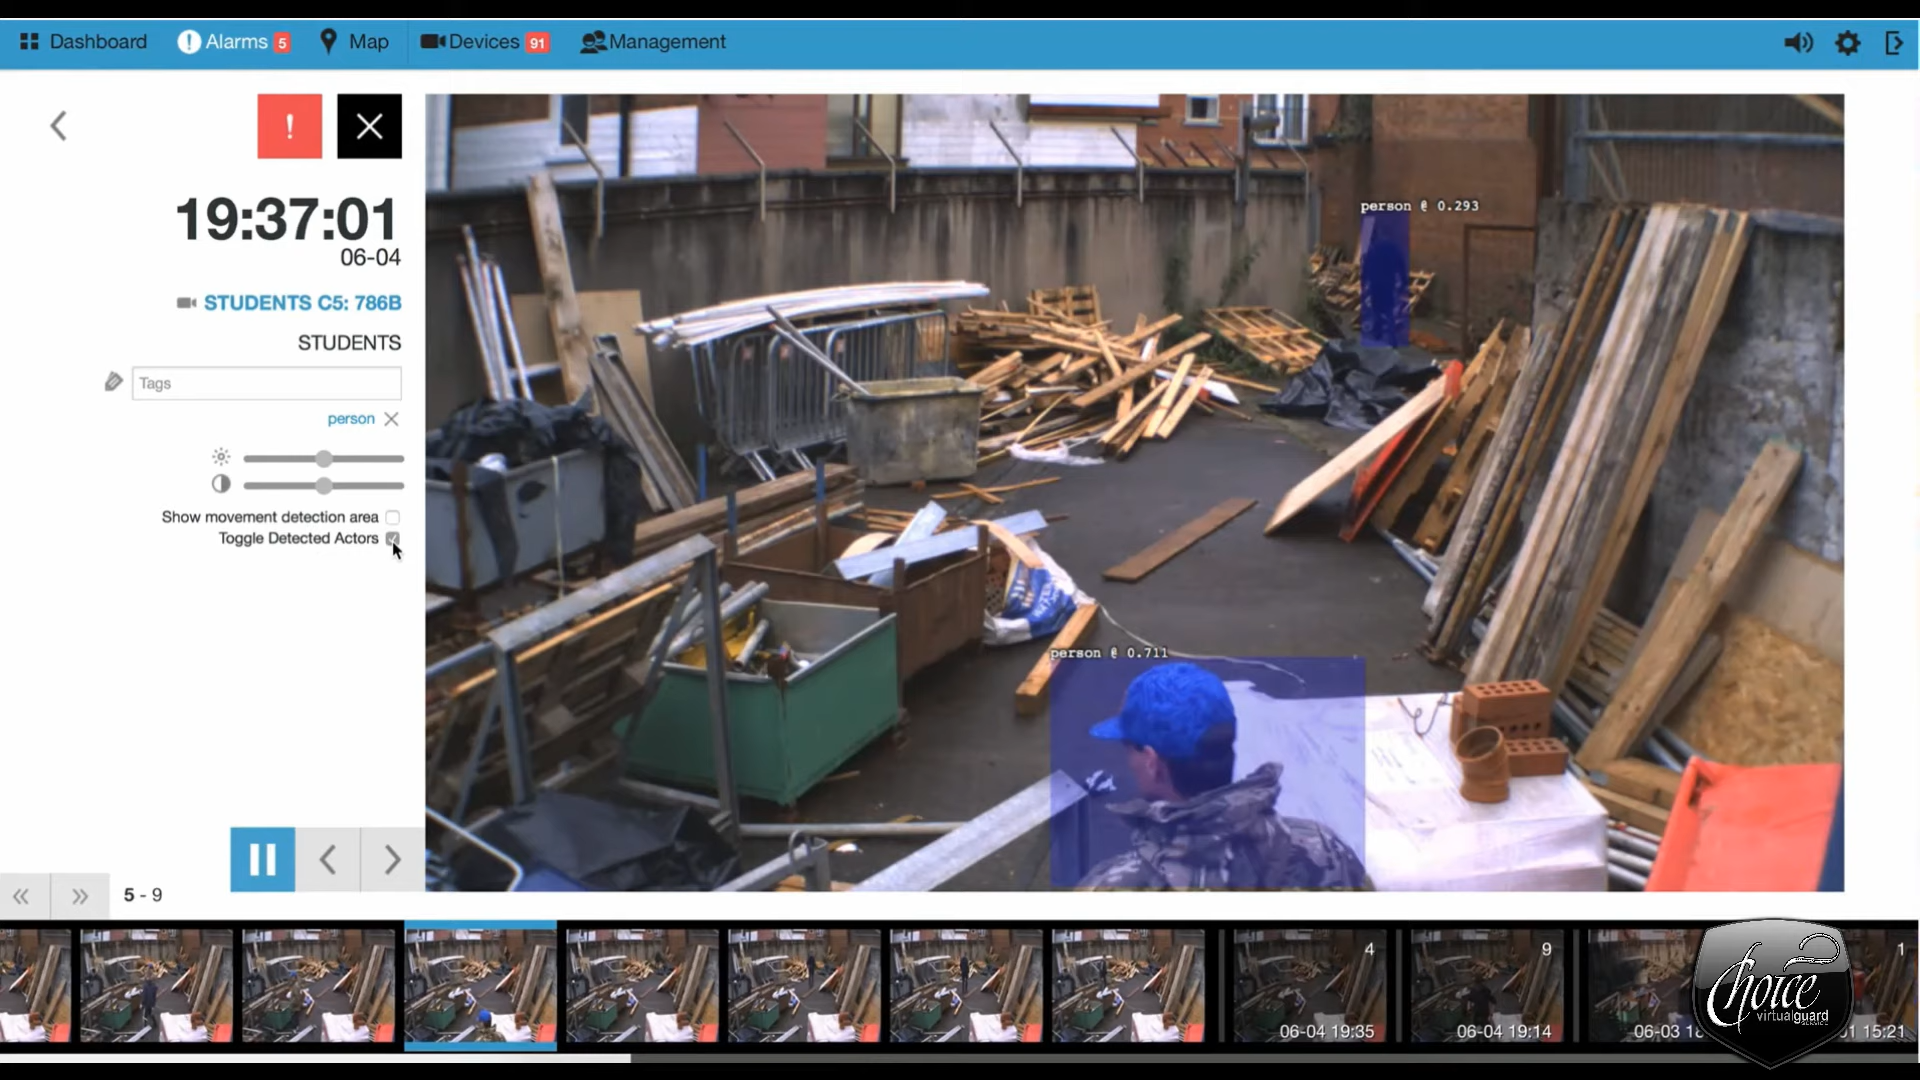 Dashboard
Alarms 5
Map
Devices 91
Management
!
19:37:01
06-04
STUDENTS C5: 786B
STUDENTS
Tags
person
Show movement detection area
Toggle Detected Actors
person @ 0.293
person @ 0.711
5 - 9
4
06-04 19:35
9
06-04 19:14
1
15:21
Choice
virtualguard
SERVICE